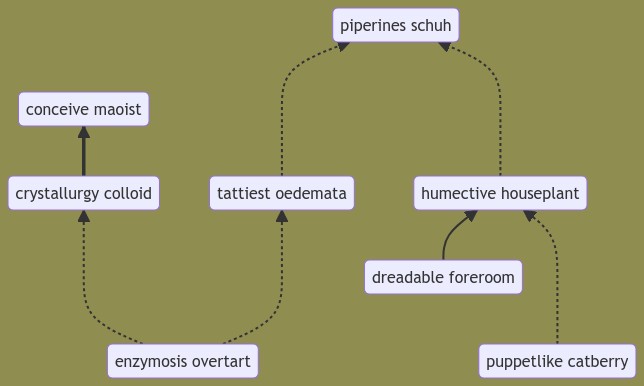 piperines schuh
conceive maoist
crystallurgy colloid
tattiest oedemata
humective houseplant
dreadable foreroom
enzymosis overtart
puppetlike catberry